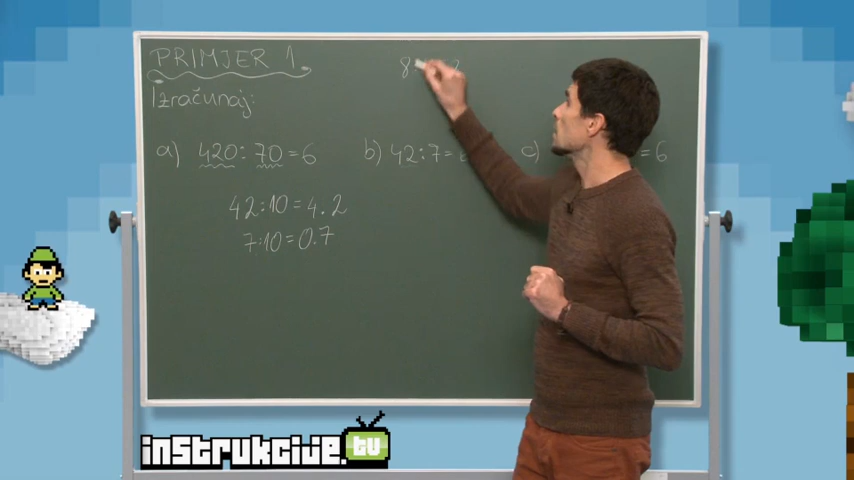 PRIMJER 1
8
Izračunaj:
a) 420 : 70 = 6 b) 42 : 7 = c) = 6
42 : 10 = 4.2
7 : 10 = 0.7
instrukcije.tv